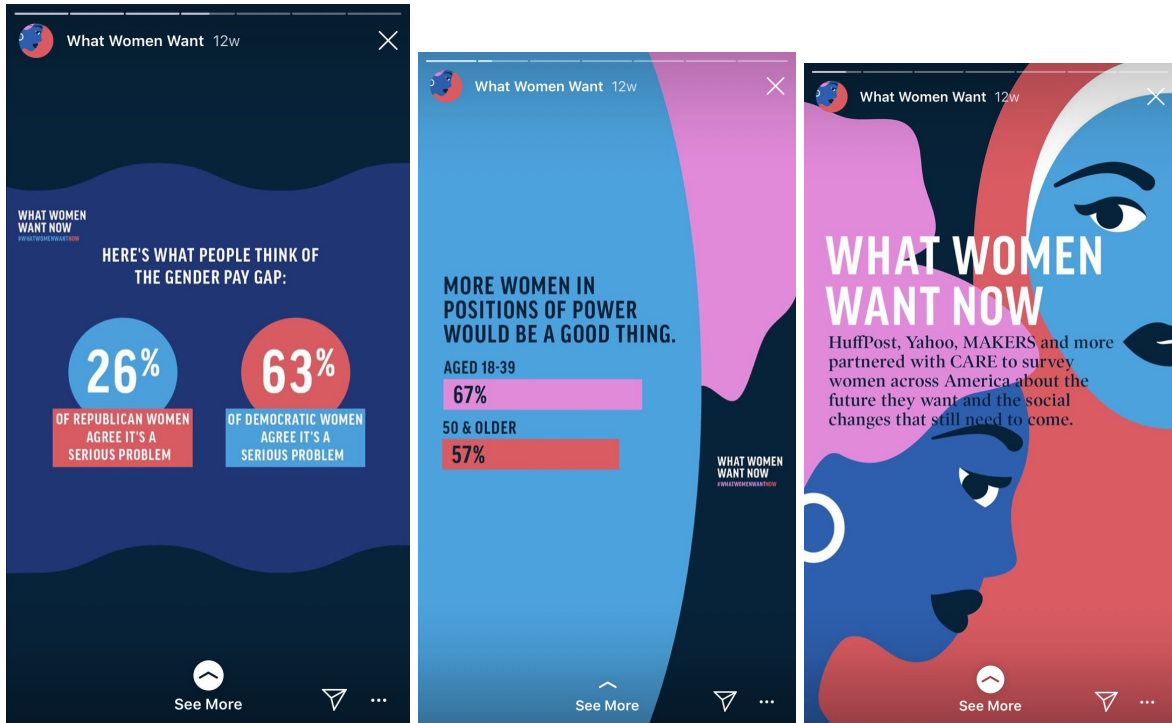 What Women Want 12w
WHAT WOMEN
WANT NOW
#WHATWOMENWANTNOW
HERE'S WHAT PEOPLE THINK OF
THE GENDER PAY GAP:
26%
OF REPUBLICAN WOMEN
AGREE IT'S A
SERIOUS PROBLEM
63%
OF DEMOCRATIC WOMEN
AGREE IT'S A
SERIOUS PROBLEM
See More
What Women Want 12w
MORE WOMEN IN
POSITIONS OF POWER
WOULD BE A GOOD THING.
AGED 18-39
67%
50 & OLDER
57%
WHAT WOMEN
WANT NOW
#WHATWOMENWANTNOW
See More
What Women Want 12w
WHAT WOMEN
WANT NOW
HuffPost, Yahoo, MAKERS and more
partnered with CARE to survey
women across America about the
future they want and the social
changes that still need to come.
See More